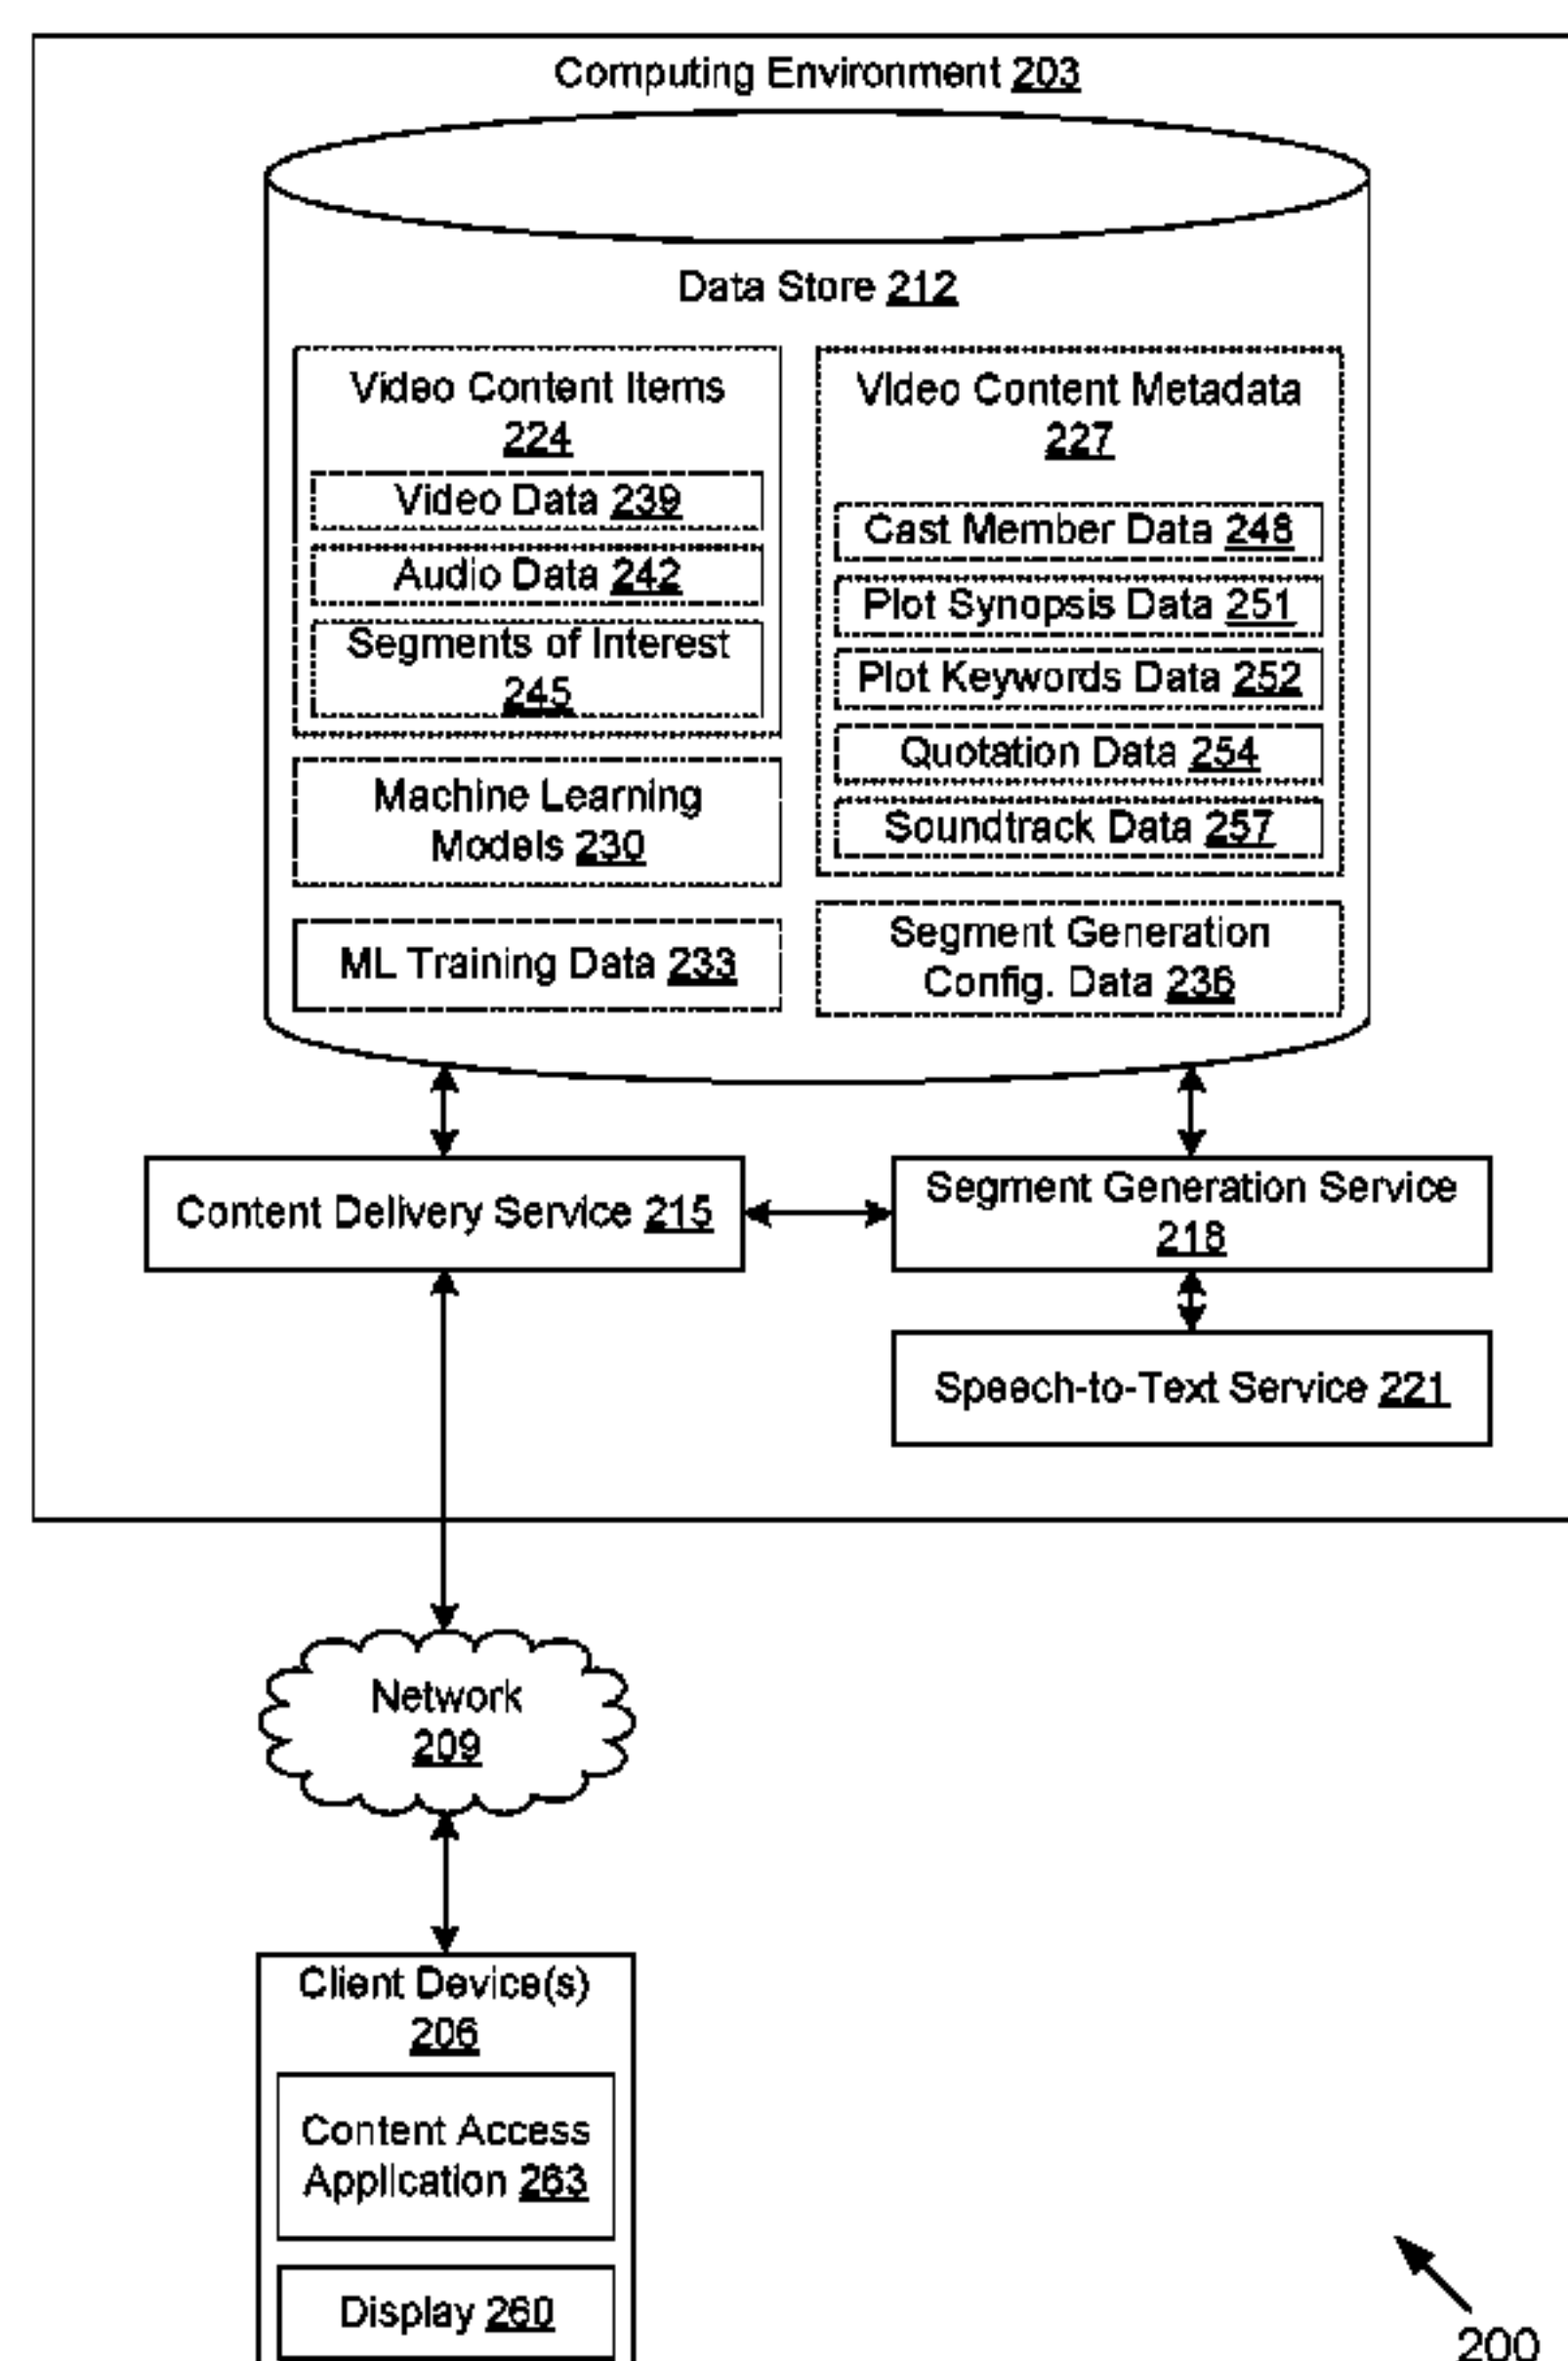 Computing Environment 203
Data Store 212
Video Content Items
224
Video Data 239
Audio Data 242
Segments of Interest
245
Machine Learning
Models 230
ML Training Data 233
Video Content Metadata
227
Cast Member Data 248
Plot Synopsis Data 251
Plot Keywords Data 252
Quotation Data 254
Soundtrack Data 257
Segment Generation
Config. Data 236
Content Delivery Service 215
Segment Generation Service
218
Speech-to-Text Service 221
Network
209
Client Device(s)
206
Content Access
Application 263
Display 260
200